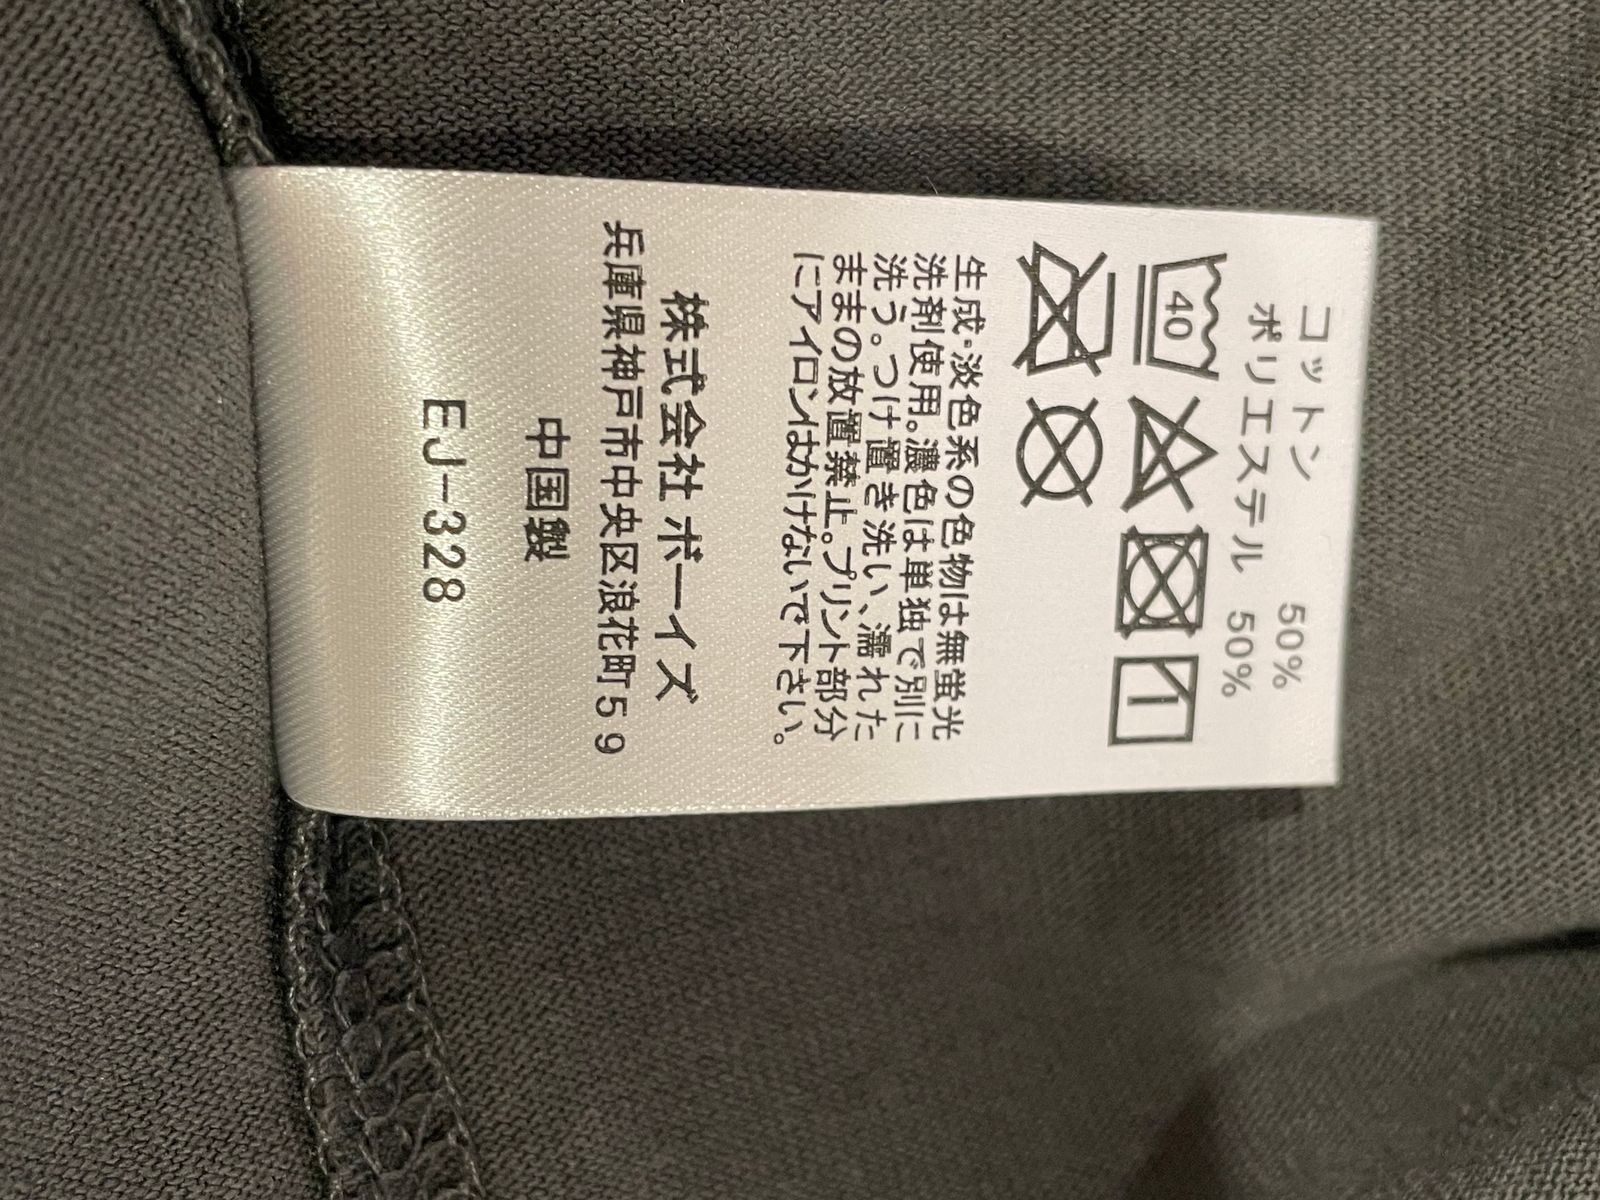 コットン 50%
ポリエステル 50%
40
生成・淡色系の色物は無蛍光
洗剤使用。濃色は単独で別に
洗う。つけ置き洗い、濡れた
ままの放置禁止。プリント部分
にアイロンはかけないで下さい。
株式会社 ボーイズ
兵庫県神戸市中央区浪花町59
中国製
EJ-328